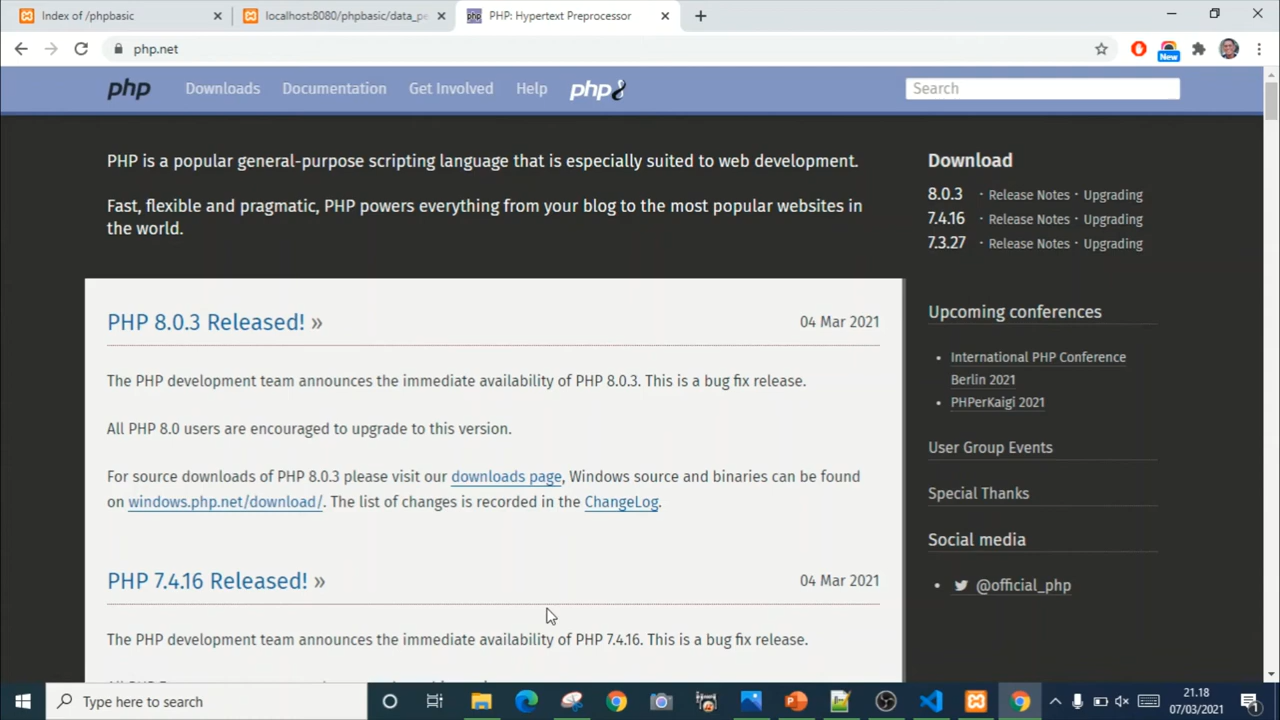 Index of /phpbasic
localhost:8080/phpbasic/data_pe
PHP: Hypertext Preprocessor
php.net
New
php Downloads Documentation Get Involved Help php8 Search
PHP is a popular general-purpose scripting language that is especially suited to web development.
Fast, flexible and pragmatic, PHP powers everything from your blog to the most popular websites in
the world.
Download
8.0.3 · Release Notes · Upgrading
7.4.16 · Release Notes · Upgrading
7.3.27 · Release Notes · Upgrading
PHP 8.0.3 Released! » 04 Mar 2021
The PHP development team announces the immediate availability of PHP 8.0.3. This is a bug fix release.
All PHP 8.0 users are encouraged to upgrade to this version.
For source downloads of PHP 8.0.3 please visit our downloads page, Windows source and binaries can be found
on windows.php.net/download/. The list of changes is recorded in the ChangeLog.
PHP 7.4.16 Released! » 04 Mar 2021
The PHP development team announces the immediate availability of PHP 7.4.16. This is a bug fix release.
Upcoming conferences
• International PHP Conference
Berlin 2021
• PHPerKaigi 2021
User Group Events
Special Thanks
Social media
• @official_php
Type here to search
21.18
07/03/2021
1